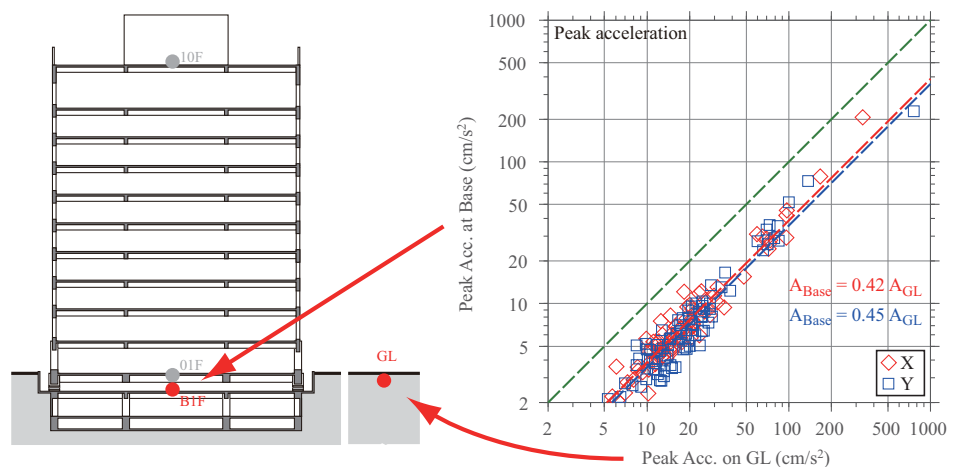 10F
01F
B1F
GL
Peak acceleration
Peak Acc. at Base (cm/s²)
1000
500
200
100
50
20
10
5
2
A_Base = 0.42 A_GL
A_Base = 0.45 A_GL
X
Y
2 5 10 20 50 100 200 500 1000
Peak Acc. on GL (cm/s²)